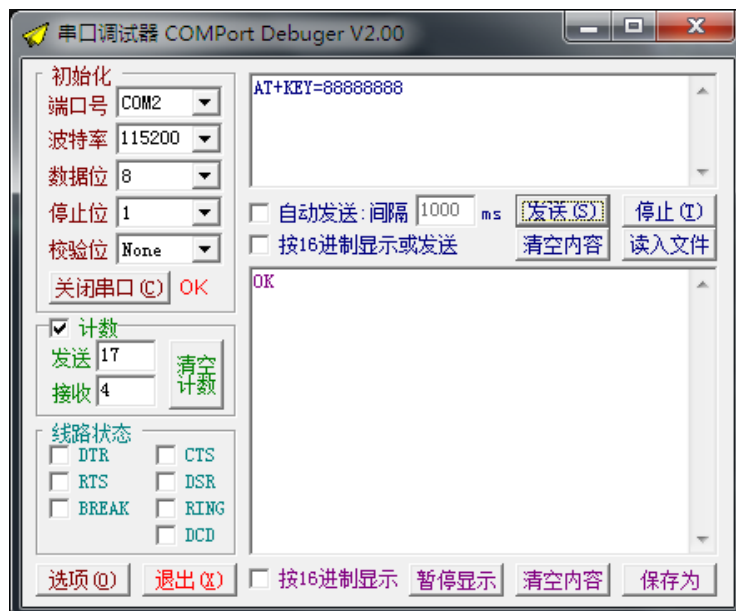 串口调试器 COMPort Debuger V2.00
初始化
端口号 COM2
波特率 115200
数据位 8
停止位 1
校验位 None
关闭串口(C) OK
计数
发送 17
接收 4
清空计数
线路状态
DTR CTS
RTS DSR
BREAK RING
DCD
选项(O) 退出(X)
AT+KEY=88888888
自动发送:间隔 1000 ms 发送(S) 停止(T)
按16进制显示或发送 清空内容 读入文件
OK
按16进制显示 暂停显示 清空内容 保存为